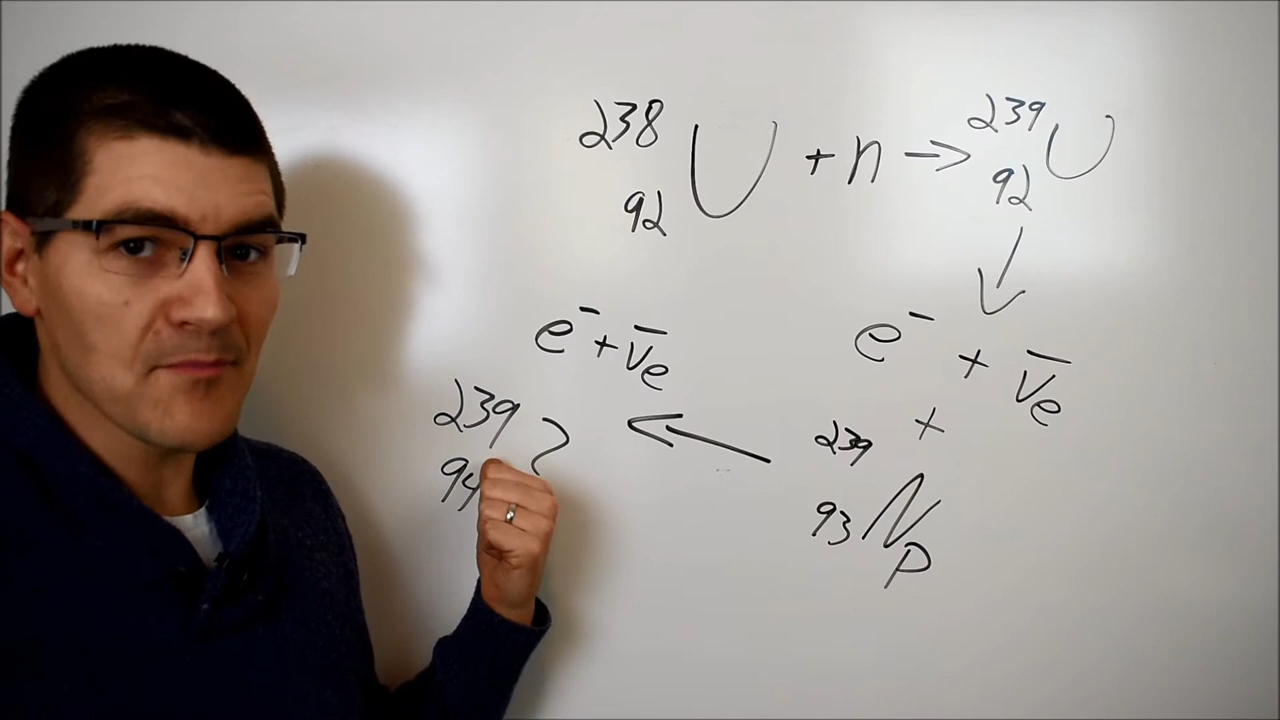 238
92 U + n → 239
92 U
↓
e⁻ + ν̄e
+
239
93 Np
←
e⁻ + ν̄e
239
94